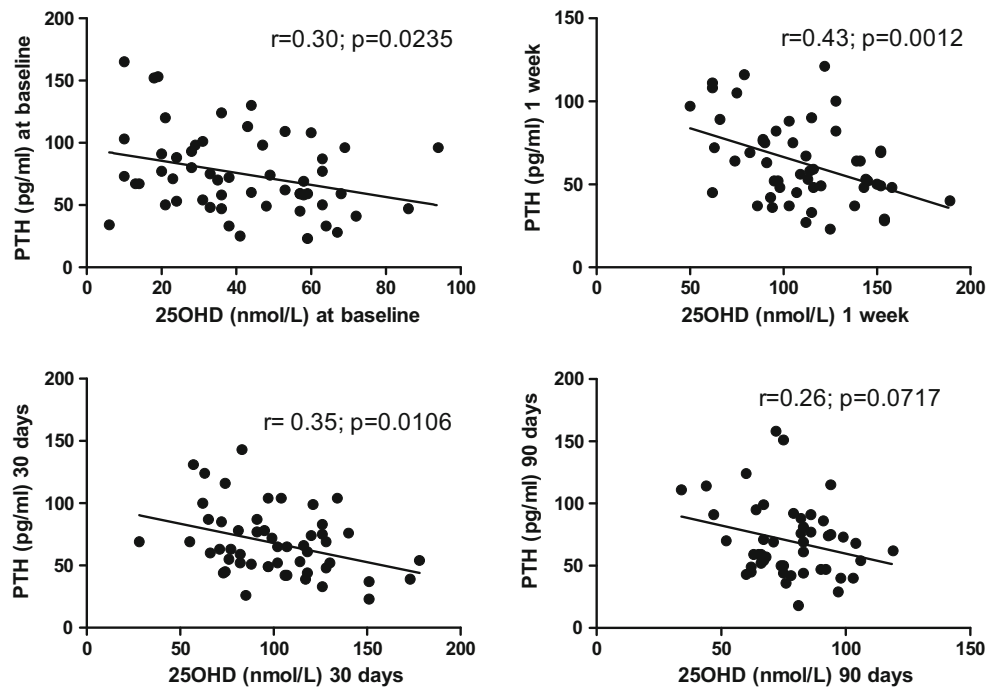 r=0.30; p=0.0235
PTH (pg/ml) at baseline
200
150
100
50
0
0 20 40 60 80 100
25OHD (nmol/L) at baseline
r=0.43; p=0.0012
PTH (pg/ml) 1 week
150
100
50
0
0 50 100 150 200
25OHD (nmol/L) 1 week
r= 0.35; p=0.0106
PTH (pg/ml) 30 days
200
150
100
50
0
0 50 100 150 200
25OHD (nmol/L) 30 days
r=0.26; p=0.0717
PTH (pg/ml) 90 days
200
150
100
50
0
0 50 100 150
25OHD (nmol/L) 90 days